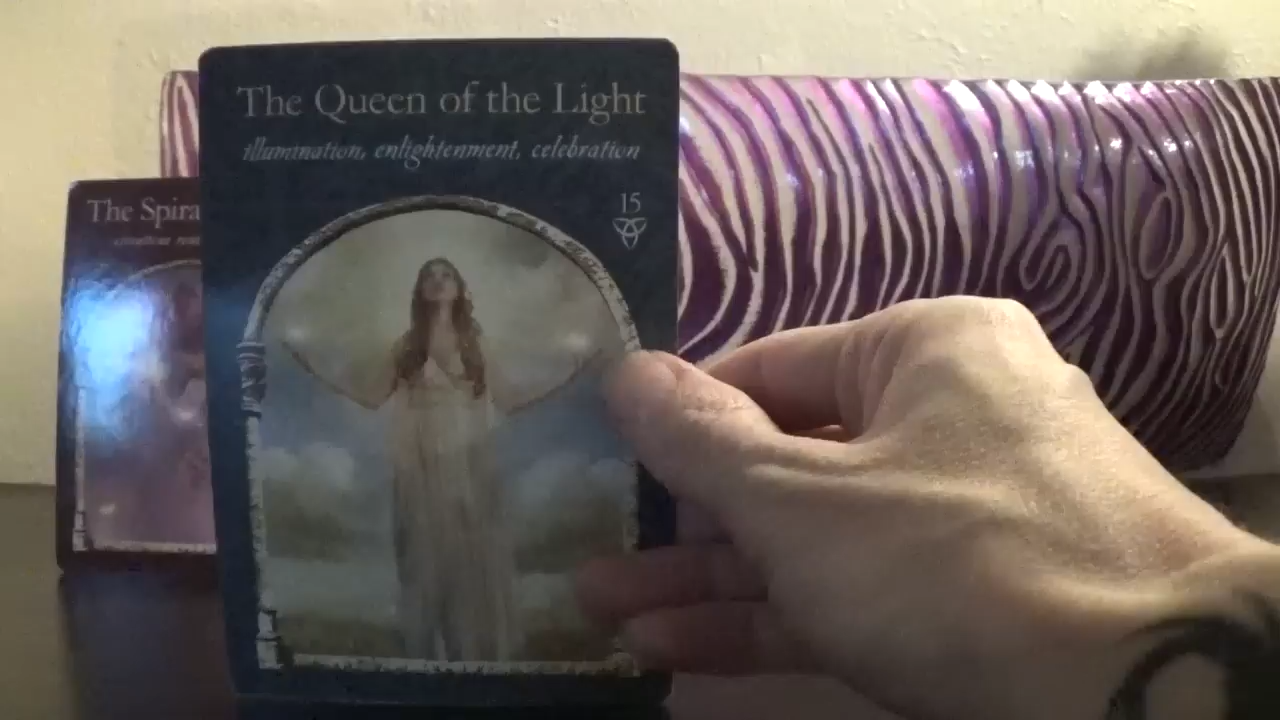 The Queen of the Light
illumination, enlightenment, celebration
15
The Spira